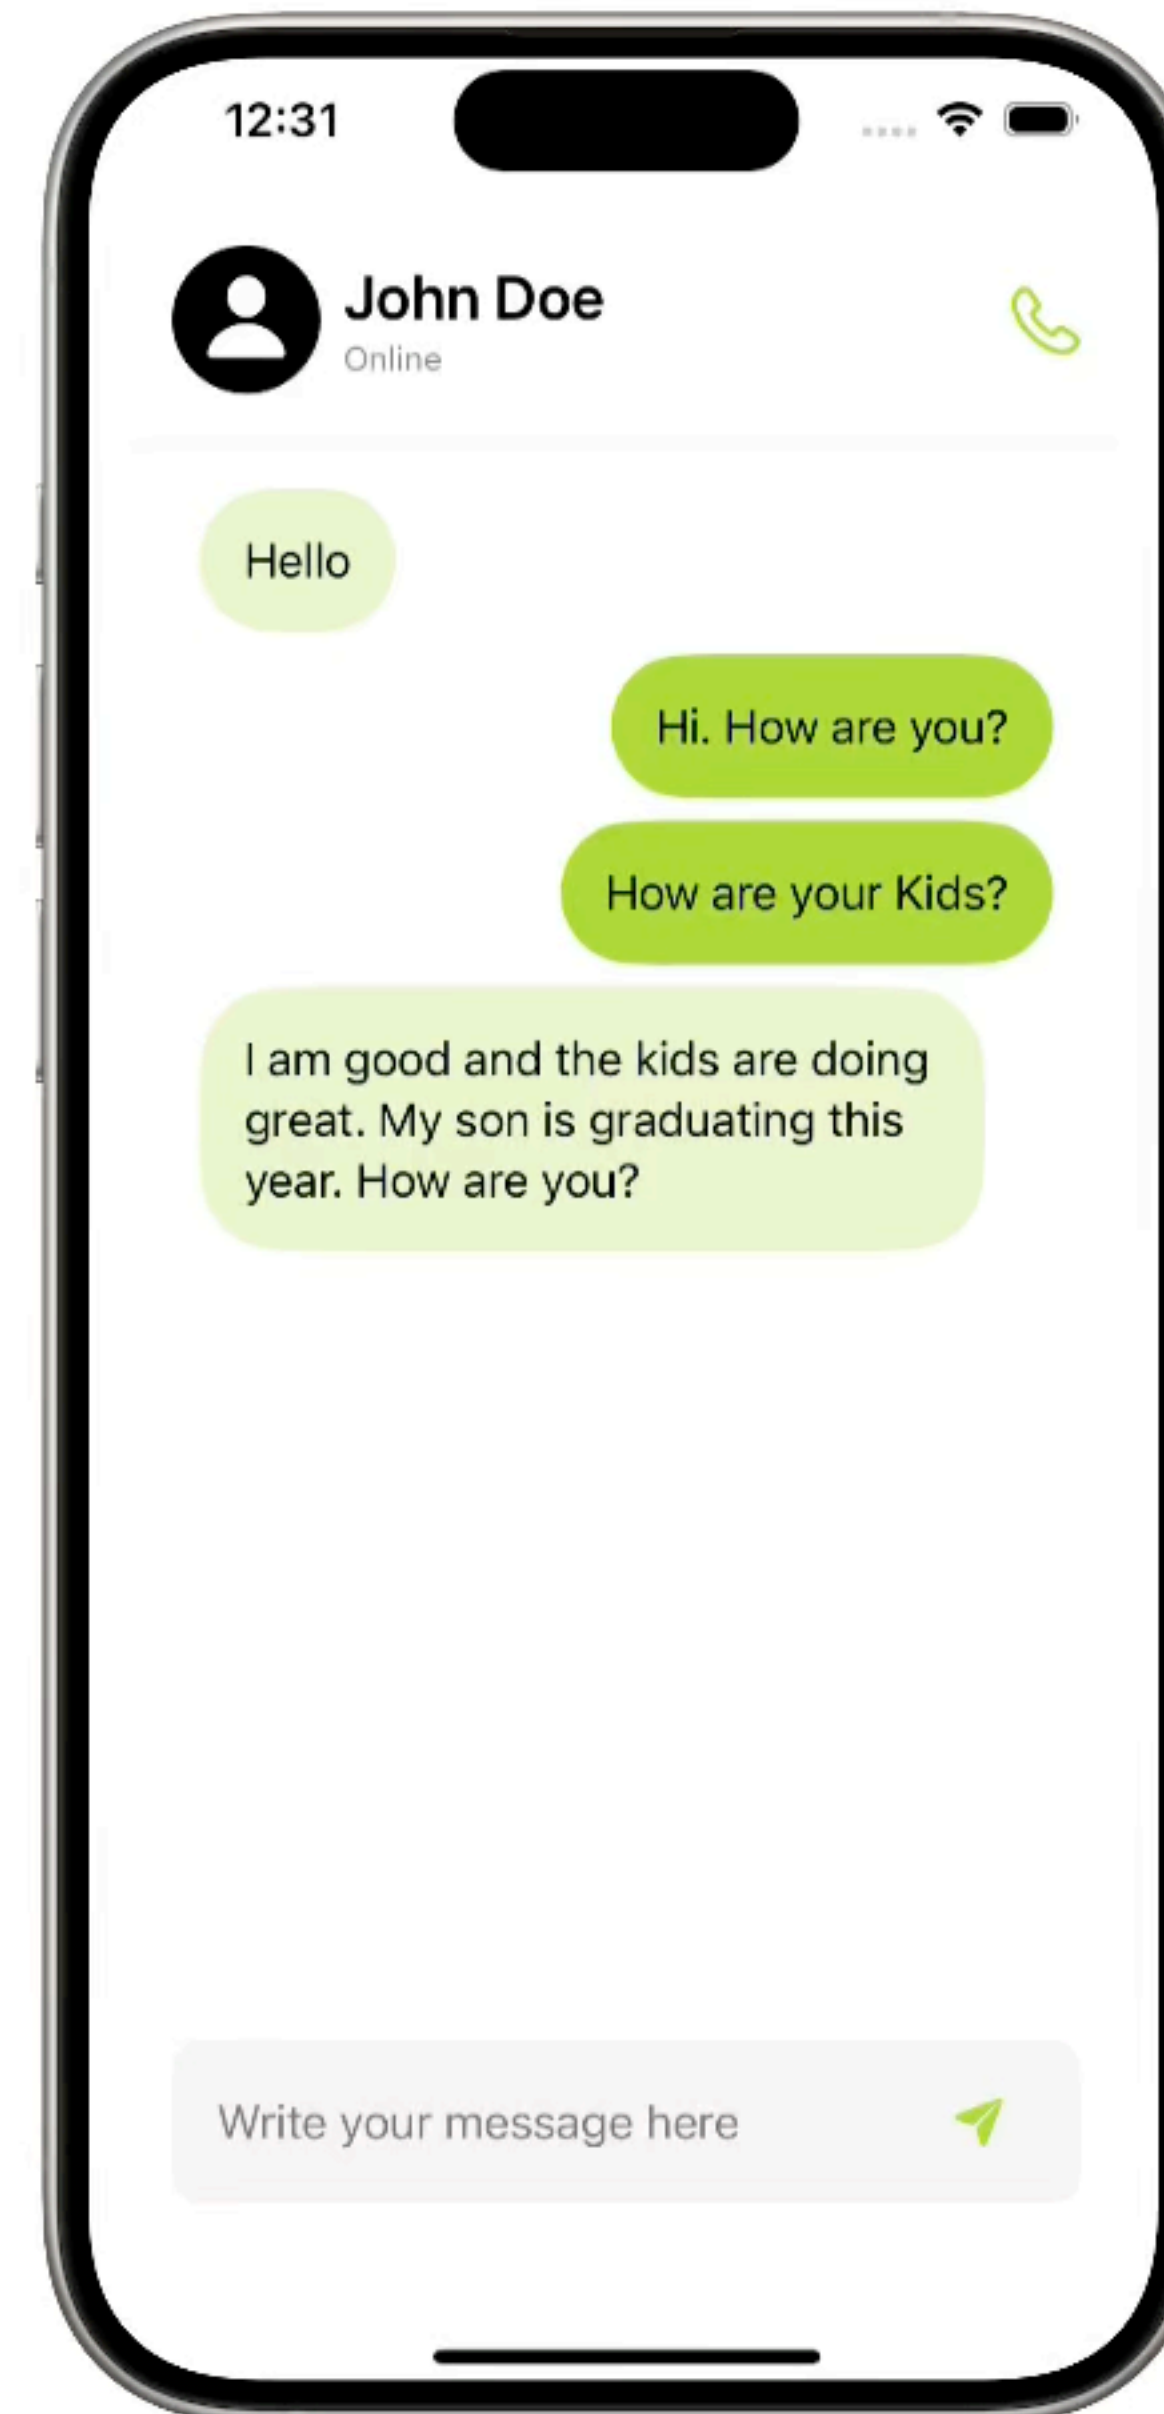 12:31
John Doe
Online
Hello
Hi. How are you?
How are your Kids?
I am good and the kids are doing
great. My son is graduating this
year. How are you?
Write your message here